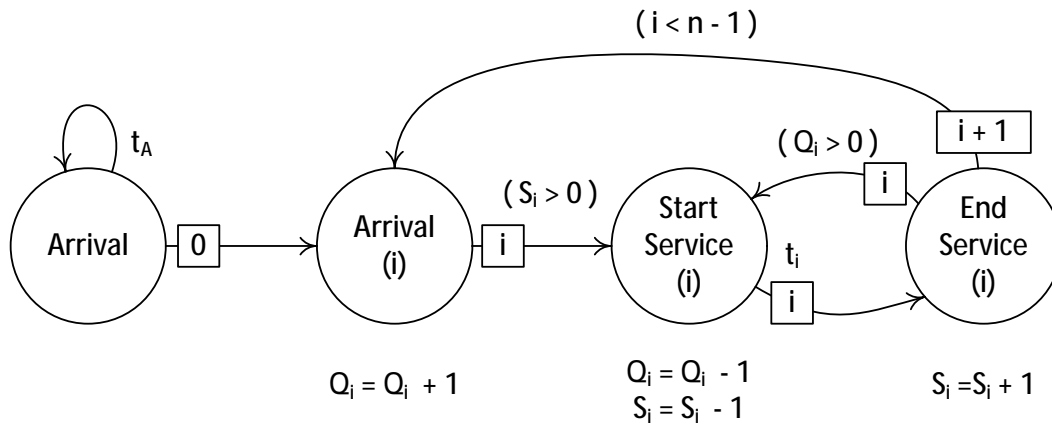 ( i < n - 1 )
t_A
i + 1
( Q_i > 0 )
( S_i > 0 )
i
Arrival
0
Arrival
(i)
i
Start
Service
(i)
End
Service
(i)
t_i
i
Q_i = Q_i + 1
Q_i = Q_i - 1
S_i = S_i - 1
S_i =S_i + 1